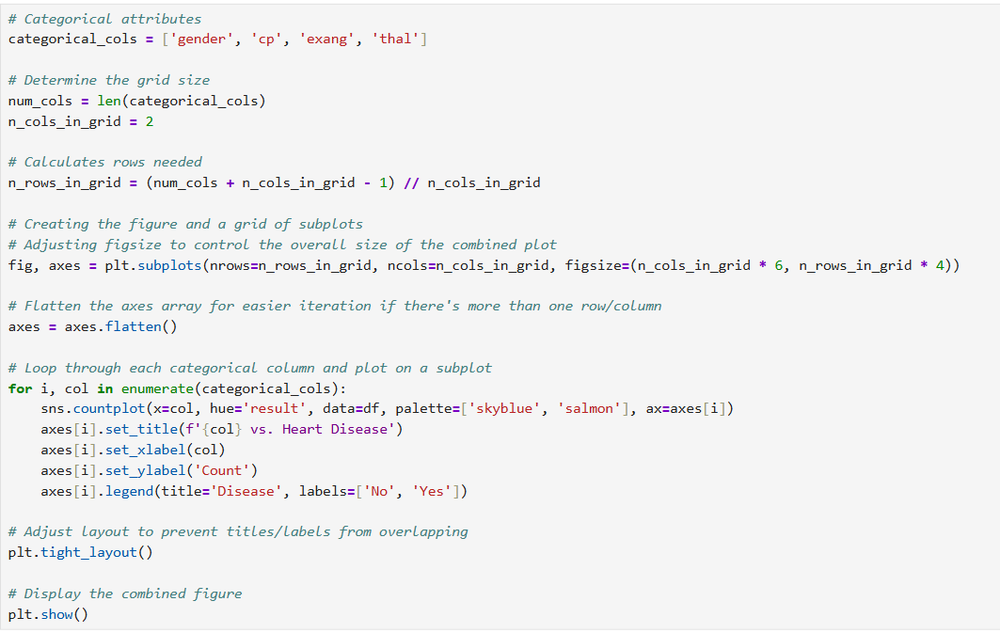 # Categorical attributes
categorical_cols = ['gender', 'cp', 'exang', 'thal']
# Determine the grid size
num_cols = len(categorical_cols)
n_cols_in_grid = 2
# Calculates rows needed
n_rows_in_grid = (num_cols + n_cols_in_grid - 1) // n_cols_in_grid
# Creating the figure and a grid of subplots
# Adjusting figsize to control the overall size of the combined plot
fig, axes = plt.subplots(nrows=n_rows_in_grid, ncols=n_cols_in_grid, figsize=(n_cols_in_grid * 6, n_rows_in_grid * 4))
# Flatten the axes array for easier iteration if there's more than one row/column
axes = axes.flatten()
# Loop through each categorical column and plot on a subplot
for i, col in enumerate(categorical_cols):
    sns.countplot(x=col, hue='result', data=df, palette=['skyblue', 'salmon'], ax=axes[i])
    axes[i].set_title(f'{col} vs. Heart Disease')
    axes[i].set_xlabel(col)
    axes[i].set_ylabel('Count')
    axes[i].legend(title='Disease', labels=['No', 'Yes'])
# Adjust layout to prevent titles/labels from overlapping
plt.tight_layout()
# Display the combined figure
plt.show()